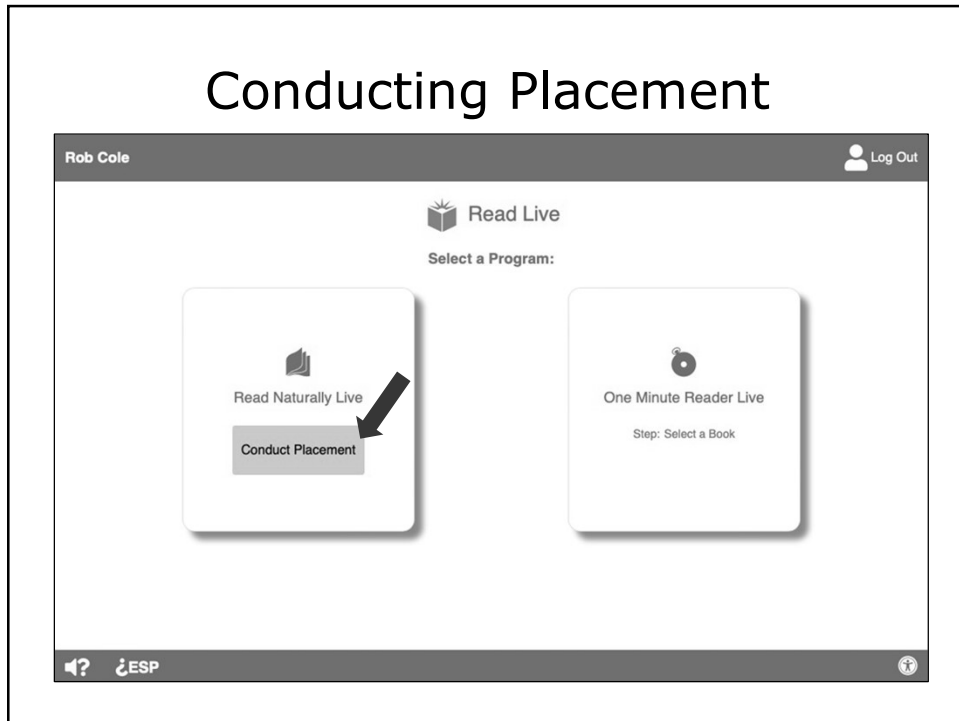 Conducting Placement
Rob Cole
Log Out
Read Live
Select a Program:
Read Naturally Live
Conduct Placement
One Minute Reader Live
Step: Select a Book
? ¿ESP